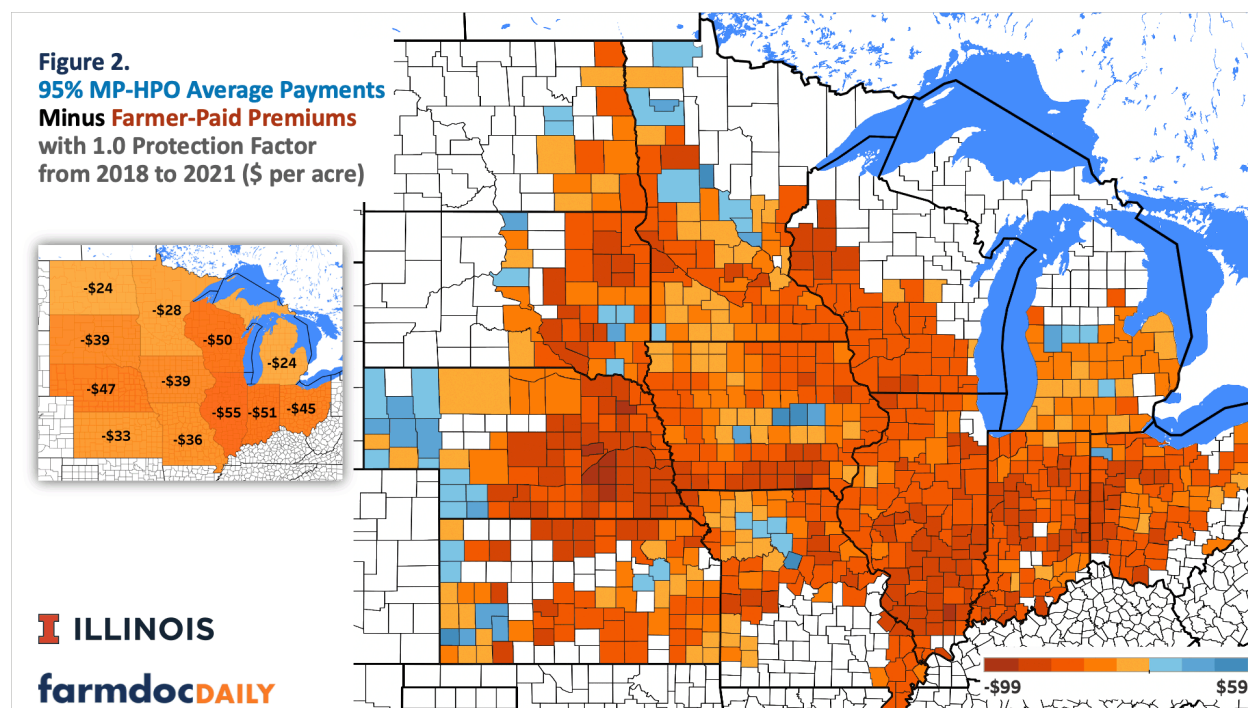 Figure 2.
95% MP-HPO Average Payments
Minus Farmer-Paid Premiums
with 1.0 Protection Factor
from 2018 to 2021 ($ per acre)
-$24
-$28
-$39
-$50
-$24
-$47
-$39
-$55
-$51
-$45
-$33
-$36
I ILLINOIS
farmdocDAILY
-$99
$59